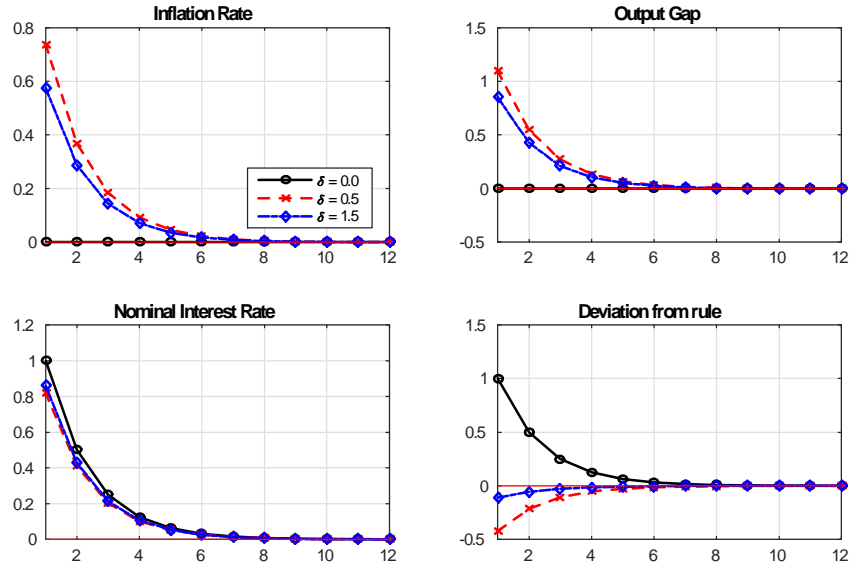 Inflation Rate
0.8
0.6
0.4
0.2
0
2 4 6 8 10 12
δ = 0.0
δ = 0.5
δ = 1.5
Output Gap
1.5
1
0.5
0
-0.5
2 4 6 8 10 12
Nominal Interest Rate
1.2
1
0.8
0.6
0.4
0.2
0
2 4 6 8 10 12
Deviation from rule
1.5
1
0.5
0
-0.5
2 4 6 8 10 12